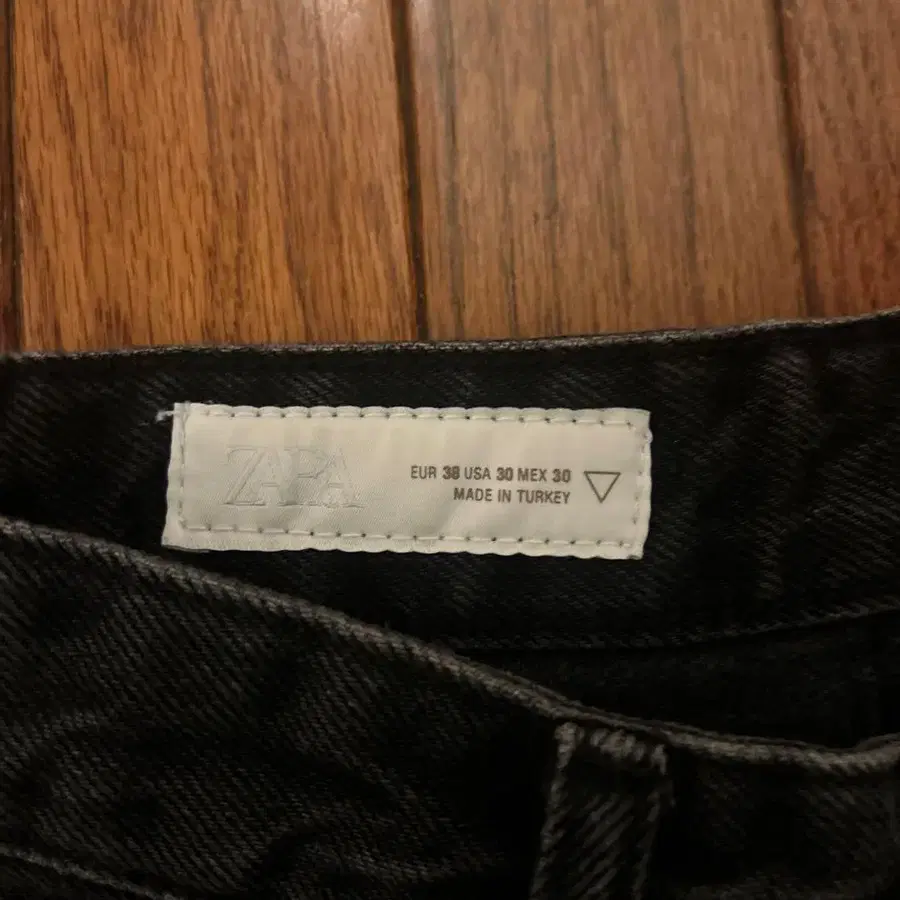 ZARA
EUR 38 USA 30 MEX 30
MADE IN TURKEY